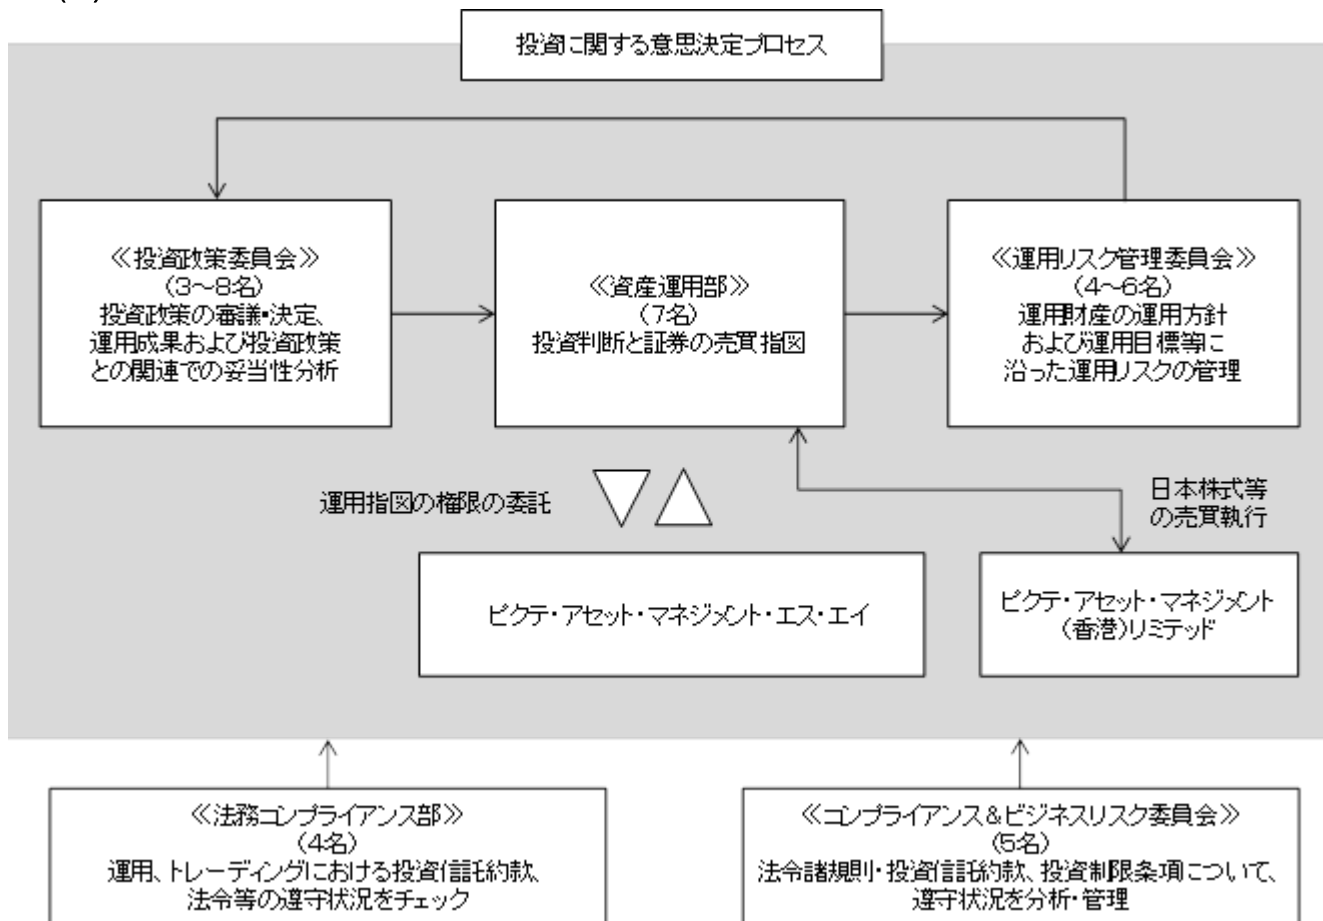 投資に関する意思決定プロセス
≪投資政策委員会≫
(3~8名)
投資政策の審議・決定、
運用成果および投資政策
との関連での妥当性分析
≪資産運用部≫
(7名)
投資判断と証券の売買指図
≪運用リスク管理委員会≫
(4~6名)
運用財産の運用方針
および運用目標等に
沿った運用リスクの管理
運用指図の権限の委託
日本株式等
の売買執行
ピクテ・アセット・マネジメント・エス・エイ
ピクテ・アセット・マネジメント
(香港)リミテッド
≪法務コンプライアンス部≫
(4名)
運用、トレーディングにおける投資信託約款、
法令等の遵守状況をチェック
≪コンプライアンス&ビジネスリスク委員会≫
(5名)
法令諸規則・投資信託約款、投資制限条項について、
遵守状況を分析・管理